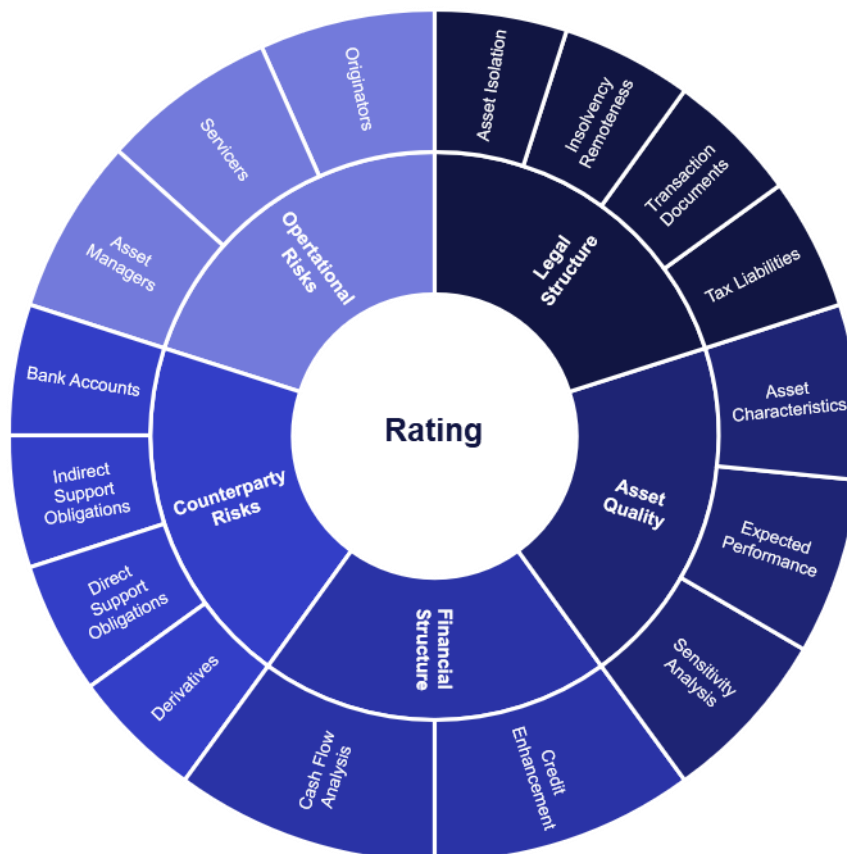 Rating
Legal
Structure
Asset Isolation
Insolvency
Remoteness
Transaction
Documents
Tax Liabilities
Asset
Quality
Asset
Characteristics
Expected
Performance
Sensitivity
Analysis
Financial
Structure
Credit
Enhancement
Cash Flow
Analysis
Counterparty
Risks
Derivatives
Direct
Support
Obligations
Indirect
Support
Obligations
Bank Accounts
Opertational
Risks
Asset
Managers
Servicers
Originators